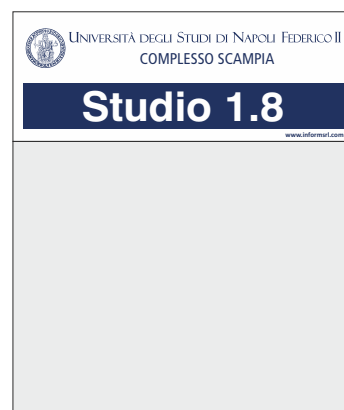 Università degli Studi di Napoli Federico II
COMPLESSO SCAMPIA
Studio 1.8
www.informsrl.com